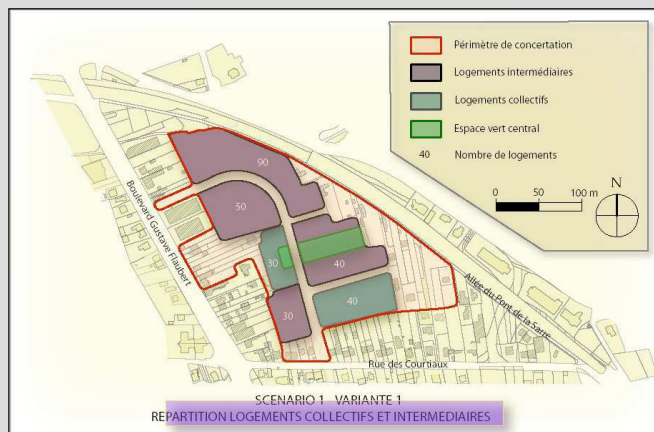 Périmètre de concertation
Logements intermédiaires
Logements collectifs
Espace vert central
40 Nombre de logements
0 50 100 m
N
90
50
30
40
30
40
Boulevard Gustave Flaubert
Allée du Pont de la Sarre
Rue des Courtiaux
SCENARIO 1 VARIANTE 1
REPARTITION LOGEMENTS COLLECTIFS ET INTERMEDIAIRES